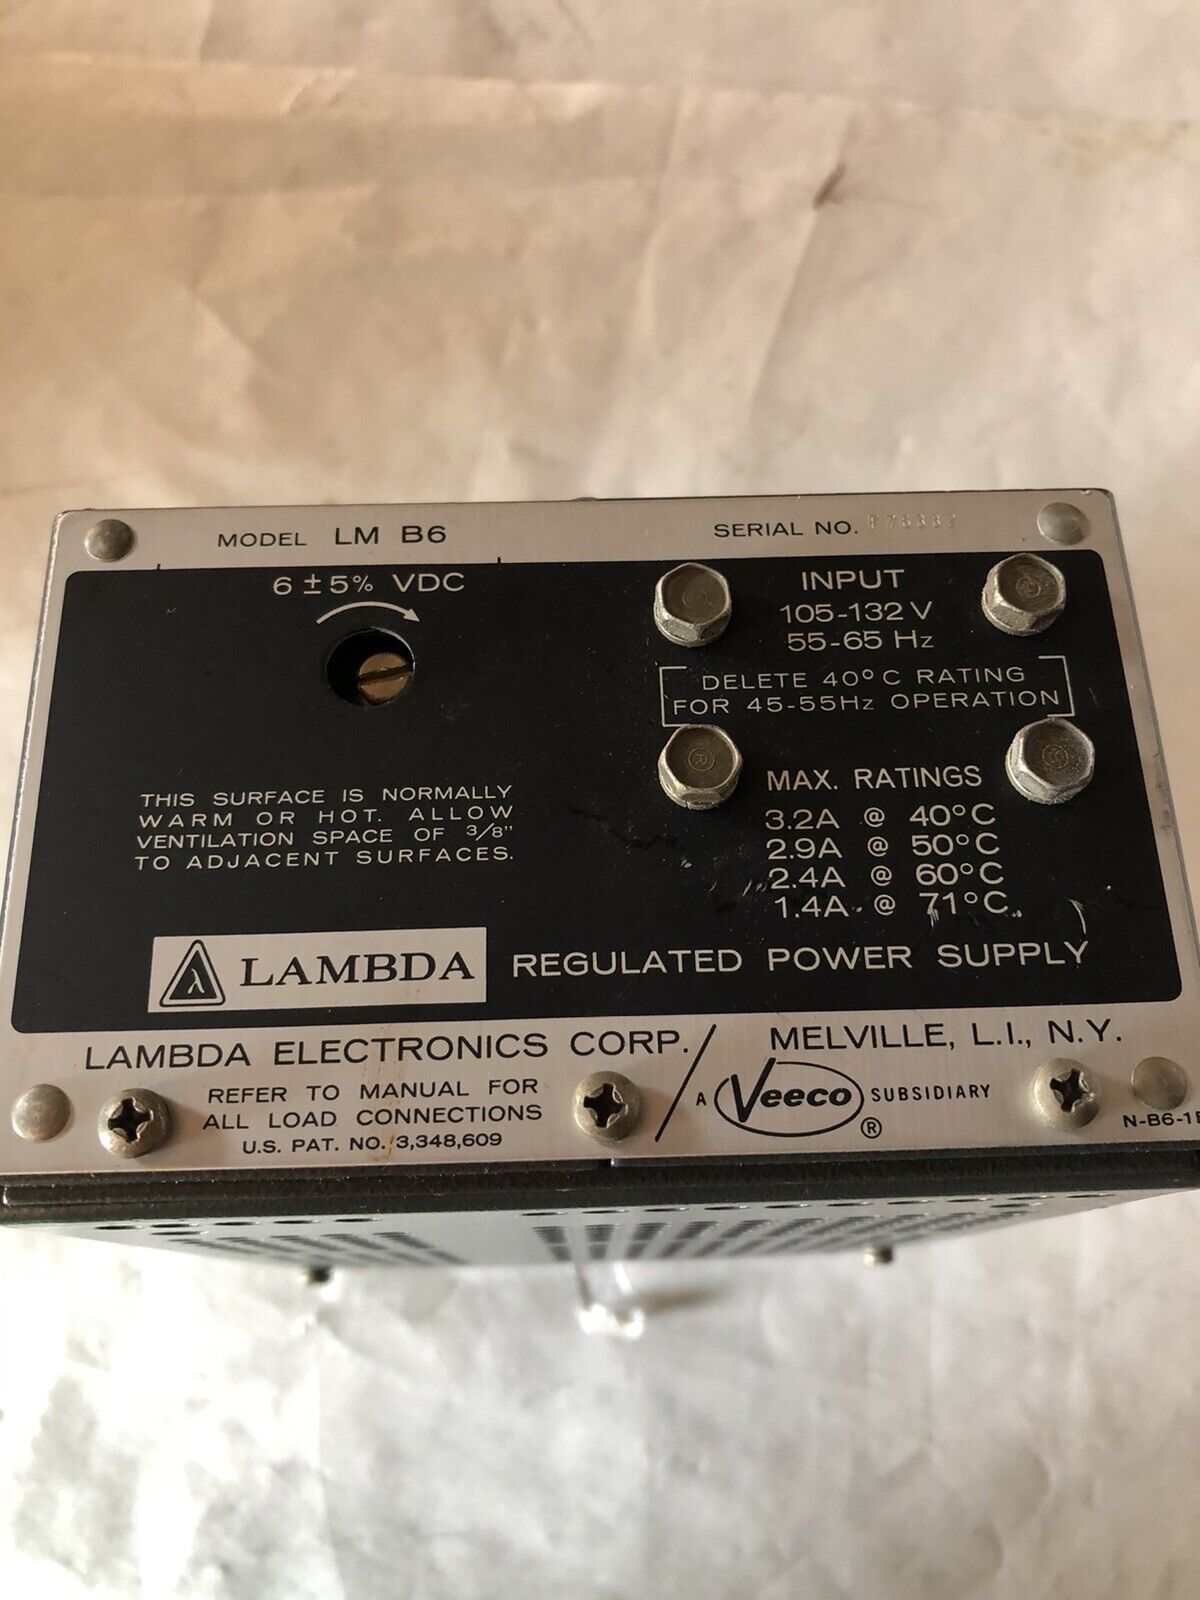 MODEL LM B6
SERIAL NO.
6 ± 5% VDC
INPUT
105-132 V
55-65 Hz
DELETE 40°C RATING
FOR 45-55Hz OPERATION
MAX. RATINGS
3.2A @ 40°C
2.9A @ 50°C
2.4A @ 60°C
1.4A @ 71°C
THIS SURFACE IS NORMALLY
WARM OR HOT. ALLOW
VENTILATION SPACE OF 3/8"
TO ADJACENT SURFACES.
λ LAMBDA REGULATED POWER SUPPLY
LAMBDA ELECTRONICS CORP. / MELVILLE, L.I., N.Y.
REFER TO MANUAL FOR
ALL LOAD CONNECTIONS
U.S. PAT. NO. 3,348,609
A Veeco SUBSIDIARY
®